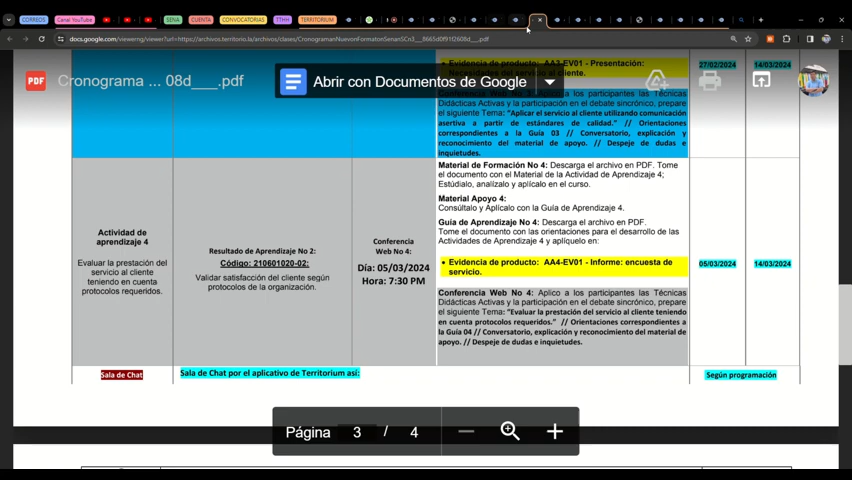 CORREOS
Canal YouTube
SENA
CUENTA
CONVOCATORIAS
TTHH
TERRITORIUM
docs.google.com/viewerng/viewer?url=https://archivos.territorio.la/archivos/clases/
PDF
Cronograma ... 08d___.pdf
Abrir con Documentos de Google
• Evidencia de producto: AA3-EV01 - Presentación:
Necesidades del servicio al cliente.
27/02/2024
14/03/2024
Conferencia Web No 3: Aplico a los participantes las Técnicas
Didácticas Activas y la participación en el debate sincrónico, prepare
el siguiente Tema: "Aplicar el servicio al cliente utilizando comunicación
asertiva a partir de estándares de calidad." // Orientaciones
correspondientes a la Guía 03 // Conversatorio, explicación y
reconocimiento del material de apoyo. // Despeje de dudas e
inquietudes.
Actividad de
aprendizaje 4
Evaluar la prestación del
servicio al cliente
teniendo en cuenta
protocolos requeridos.
Resultado de Aprendizaje No 2:
Código: 210601020-02:
Validar satisfacción del cliente según
protocolos de la organización.
Conferencia
Web No 4:
Día: 05/03/2024
Hora: 7:30 PM
Material de Formación No 4: Descarga el archivo en PDF. Tome
el documento con el Material de la Actividad de Aprendizaje 4;
Estúdialo, analízalo y aplícalo en el curso.
Material Apoyo 4:
Consúltalo y Aplícalo con la Guía de Aprendizaje 4.
Guía de Aprendizaje No 4: Descarga el archivo en PDF.
Tome el documento con las orientaciones para el desarrollo de las
Actividades de Aprendizaje 4 y aplíquelo en:
• Evidencia de producto: AA4-EV01 - Informe: encuesta de
servicio.
Conferencia Web No 4: Aplico a los participantes las Técnicas
Didácticas Activas y la participación en el debate sincrónico, prepare
el siguiente Tema: "Evaluar la prestación del servicio al cliente teniendo
en cuenta protocolos requeridos." // Orientaciones correspondientes a
la Guía 04 // Conversatorio, explicación y reconocimiento del material de
apoyo. // Despeje de dudas e inquietudes.
05/03/2024
14/03/2024
Sala de Chat
Sala de Chat por el aplicativo de Territorium así:
Según programación
Página 3 / 4